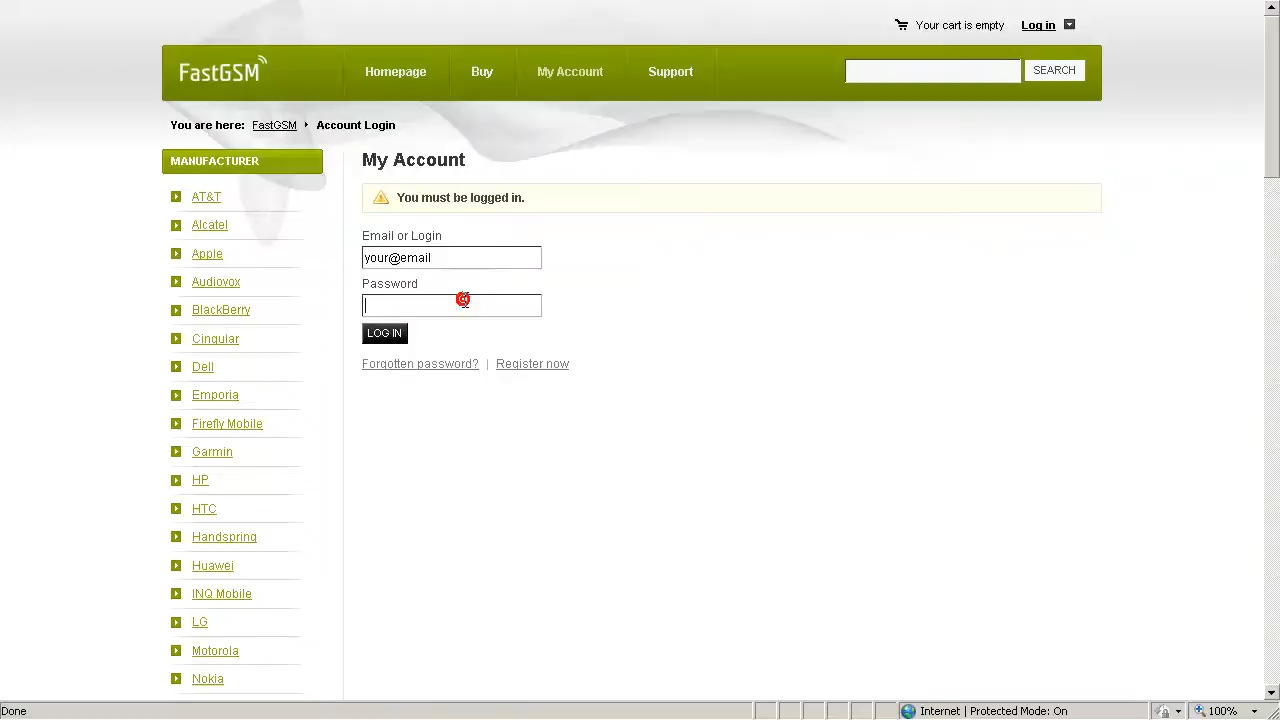 Your cart is empty Log in
FastGSM Homepage Buy My Account Support SEARCH
You are here: FastGSM Account Login
MANUFACTURER
AT&T
Alcatel
Apple
Audiovox
BlackBerry
Cingular
Dell
Emporia
Firefly Mobile
Garmin
HP
HTC
Handspring
Huawei
INQ Mobile
LG
Motorola
Nokia
My Account
You must be logged in.
Email or Login
your@email
Password
LOG IN
Forgotten password? | Register now
Done Internet | Protected Mode: On 100%